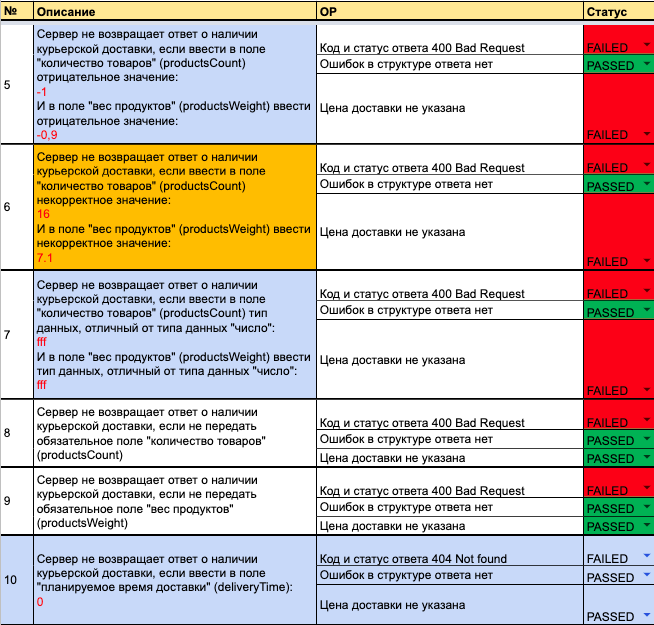 № Описание ОР Статус
5
Сервер не возвращает ответ о наличии
курьерской доставки, если ввести в поле
"количество товаров" (productsCount)
отрицательное значение:
-1
И в поле "вес продуктов" (productsWeight) ввести
отрицательное значение:
-0,9
Код и статус ответа 400 Bad Request FAILED
Ошибок в структуре ответа нет PASSED
Цена доставки не указана FAILED
6
Сервер не возвращает ответ о наличии
курьерской доставки, если ввести в поле
"количество товаров" (productsCount)
некорректное значение:
16
И в поле "вес продуктов" (productsWeight) ввести
некорректное значение:
7.1
Код и статус ответа 400 Bad Request FAILED
Ошибок в структуре ответа нет PASSED
Цена доставки не указана FAILED
7
Сервер не возвращает ответ о наличии
курьерской доставки, если ввести в поле
"количество товаров" (productsCount) тип
данных, отличный от типа данных "число":
fff
И в поле "вес продуктов" (productsWeight) ввести
тип данных, отличный от типа данных "число":
fff
Код и статус ответа 400 Bad Request FAILED
Ошибок в структуре ответа нет PASSED
Цена доставки не указана FAILED
8
Сервер не возвращает ответ о наличии
курьерской доставки, если не передать
обязательное поле "количество товаров"
(productsCount)
Код и статус ответа 400 Bad Request FAILED
Ошибок в структуре ответа нет PASSED
Цена доставки не указана PASSED
9
Сервер не возвращает ответ о наличии
курьерской доставки, если не передать
обязательное поле "вес продуктов"
(productsWeight)
Код и статус ответа 400 Bad Request FAILED
Ошибок в структуре ответа нет PASSED
Цена доставки не указана PASSED
10
Сервер не возвращает ответ о наличии
курьерской доставки, если ввести в поле
"планируемое время доставки" (deliveryTime):
0
Код и статус ответа 404 Not found FAILED
Ошибок в структуре ответа нет PASSED
Цена доставки не указана PASSED